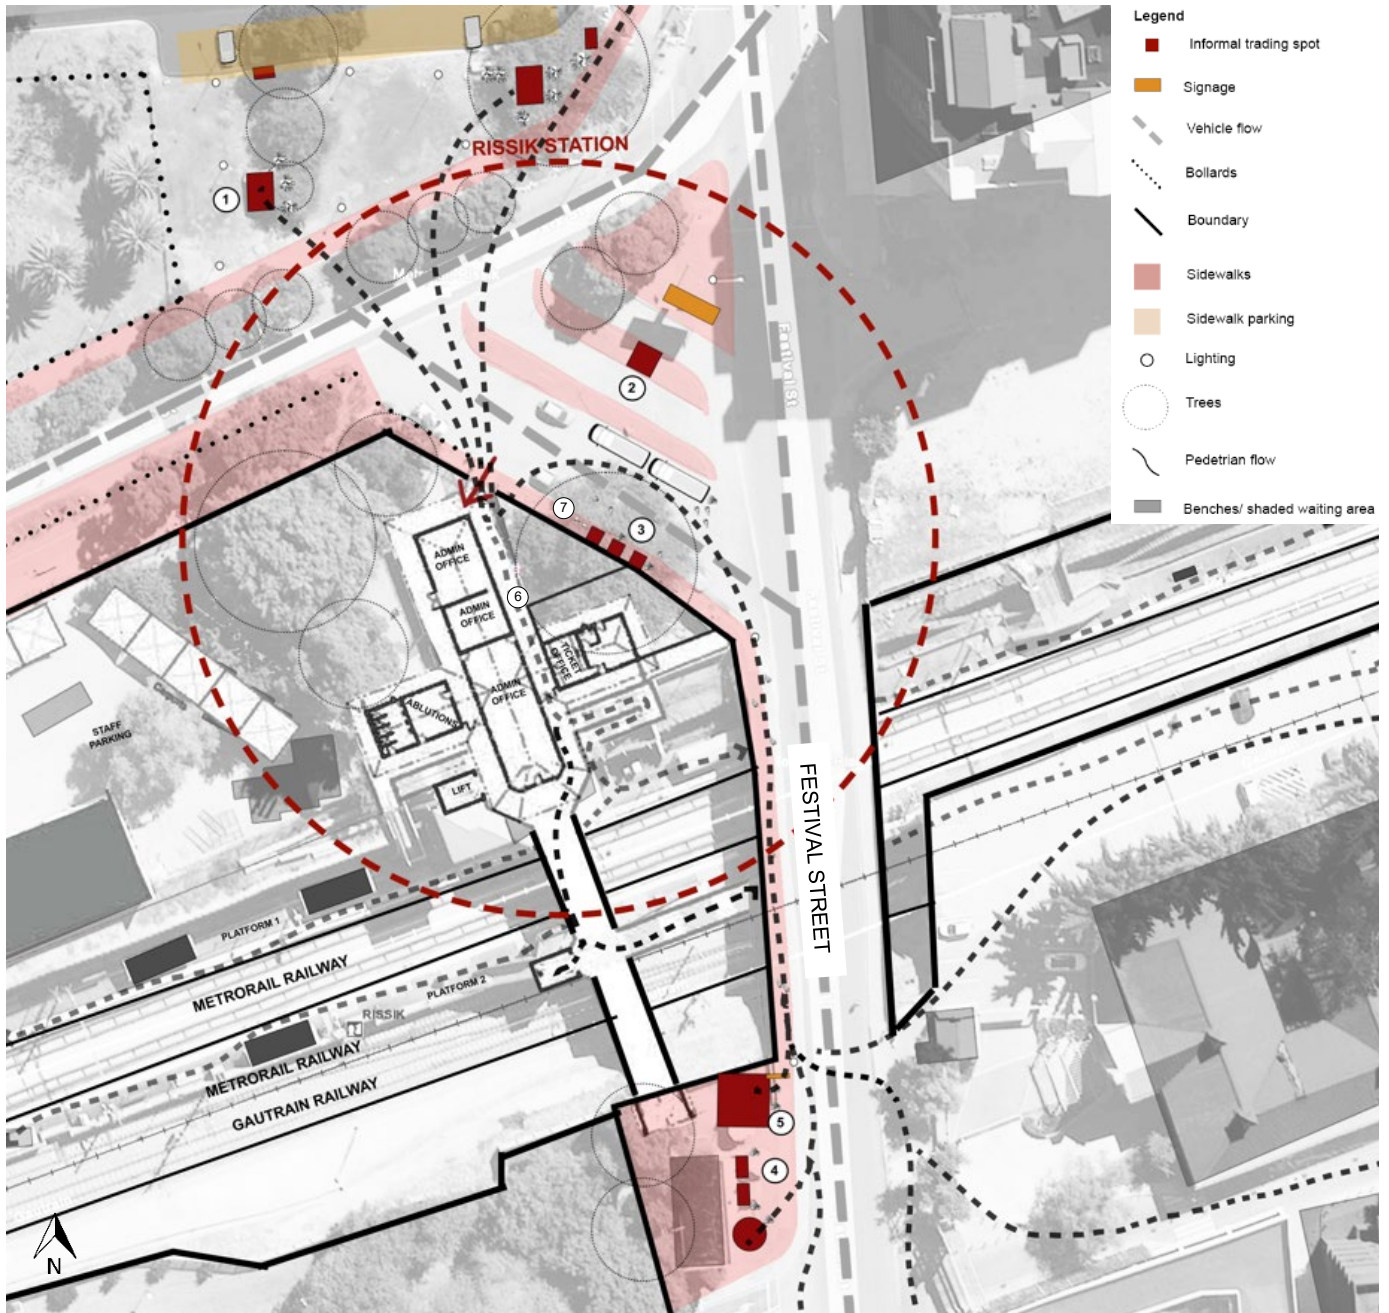 Legend
Informal trading spot
Signage
Vehicle flow
Bollards
Boundary
Sidewalks
Sidewalk parking
Lighting
Trees
Pedetrian flow
Benches/ shaded waiting area
RISSIK STATION
1
2
Festival St
7
3
ADMIN
OFFICE
6
ADMIN
OFFICE
TICKET
OFFICE
ADMIN
OFFICE
ABLUTIONS
STAFF
PARKING
LIFT
FESTIVAL STREET
PLATFORM 1
METRORAIL RAILWAY
PLATFORM 2
RISSIK
METRORAIL RAILWAY
GAUTRAIN RAILWAY
5
4
N